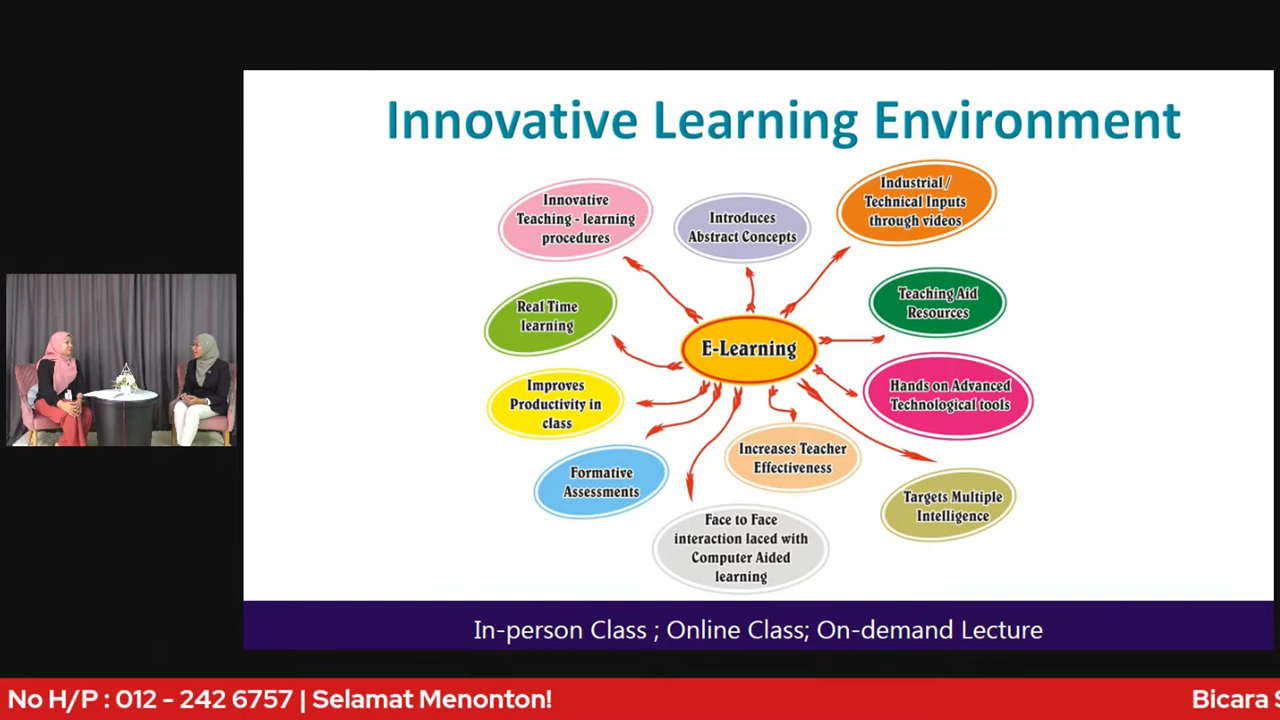 Innovative Learning Environment
Innovative
Teaching - learning
procedures
Introduces
Abstract Concepts
Industrial /
Technical Inputs
through videos
Real Time
learning
Teaching Aid
Resources
E-Learning
Improves
Productivity in
class
Hands on Advanced
Technological tools
Increases Teacher
Effectiveness
Formative
Assessments
Targets Multiple
Intelligence
Face to Face
interaction laced with
Computer Aided
learning
In-person Class ; Online Class; On-demand Lecture
No H/P : 012 - 242 6757 | Selamat Menonton!
Bicara S